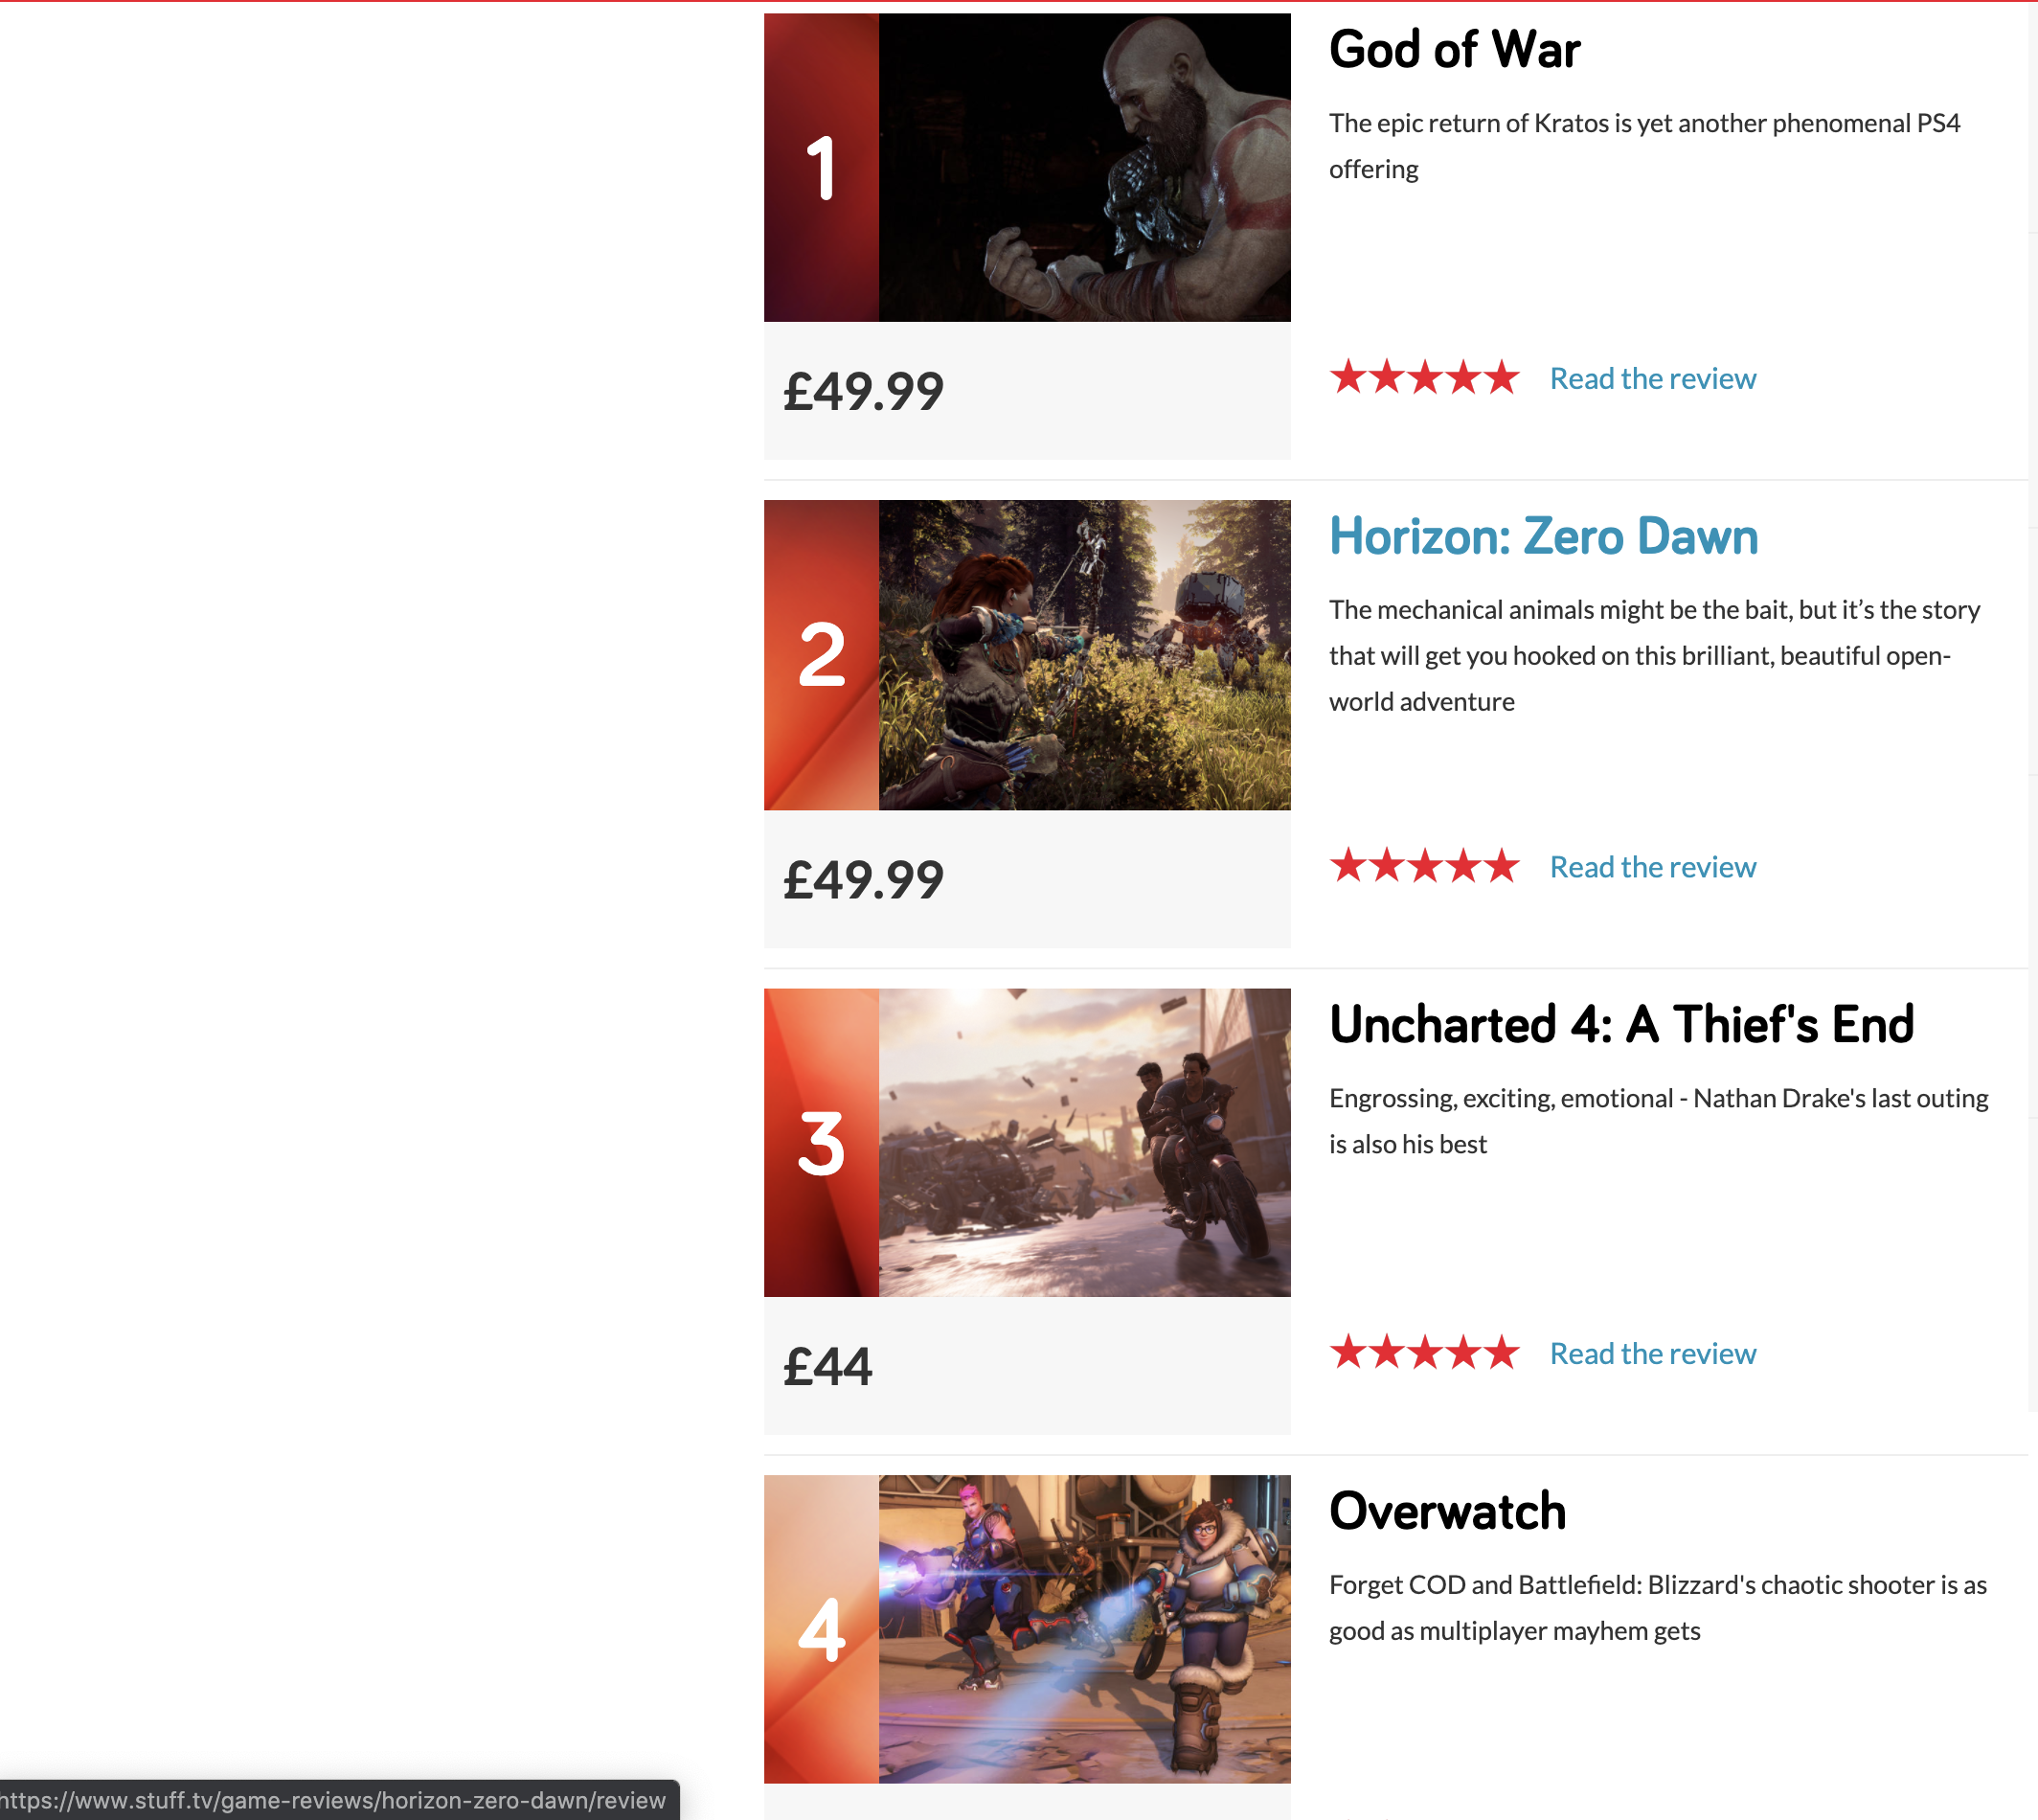 1
God of War
The epic return of Kratos is yet another phenomenal PS4
offering
£49.99
★★★★★ Read the review
2
Horizon: Zero Dawn
The mechanical animals might be the bait, but it’s the story
that will get you hooked on this brilliant, beautiful open-
world adventure
£49.99
★★★★★ Read the review
3
Uncharted 4: A Thief's End
Engrossing, exciting, emotional - Nathan Drake's last outing
is also his best
£44
★★★★★ Read the review
4
Overwatch
Forget COD and Battlefield: Blizzard's chaotic shooter is as
good as multiplayer mayhem gets
https://www.stuff.tv/game-reviews/horizon-zero-dawn/review